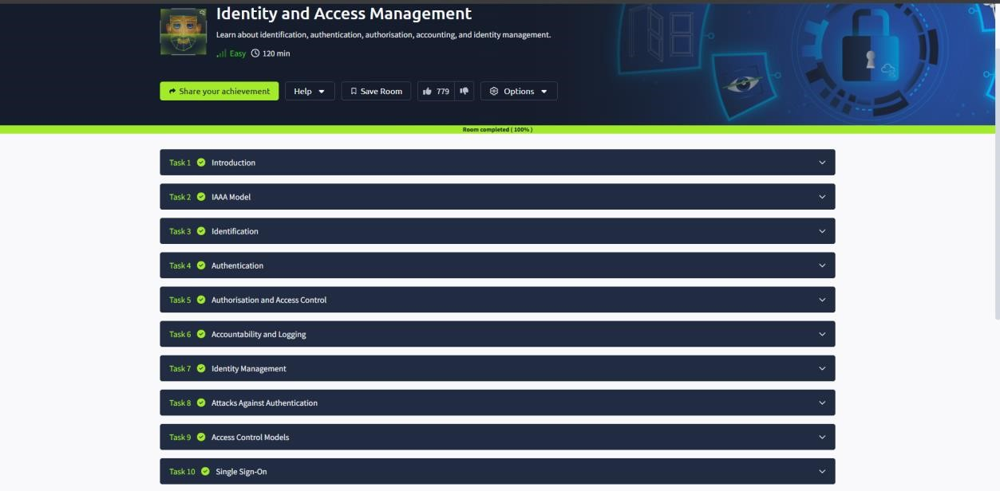 Identity and Access Management
Learn about identification, authentication, authorisation, accounting, and identity management.
Easy 120 min
Share your achievement Help Save Room 779 Options
Room completed ( 100% )
Task 1 Introduction
Task 2 IAAA Model
Task 3 Identification
Task 4 Authentication
Task 5 Authorisation and Access Control
Task 6 Accountability and Logging
Task 7 Identity Management
Task 8 Attacks Against Authentication
Task 9 Access Control Models
Task 10 Single Sign-On